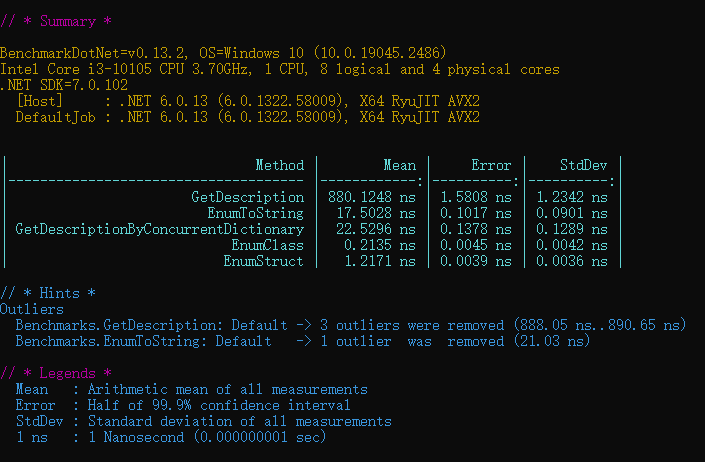 // * Summary *
BenchmarkDotNet=v0.13.2, OS=Windows 10 (10.0.19045.2486)
Intel Core i3-10105 CPU 3.70GHz, 1 CPU, 8 logical and 4 physical cores
.NET SDK=7.0.102
  [Host]     : .NET 6.0.13 (6.0.1322.58009), X64 RyuJIT AVX2
  DefaultJob : .NET 6.0.13 (6.0.1322.58009), X64 RyuJIT AVX2
|                               Method |        Mean |     Error |    StdDev |
|------------------------------------- |------------:|----------:|----------:|
|                       GetDescription | 880.1248 ns | 1.5808 ns | 1.2342 ns |
|                         EnumToString |  17.5028 ns | 0.1017 ns | 0.0901 ns |
| GetDescriptionByConcurrentDictionary |  22.5296 ns | 0.1378 ns | 0.1289 ns |
|                            EnumClass |   0.2135 ns | 0.0045 ns | 0.0042 ns |
|                           EnumStruct |   1.2171 ns | 0.0039 ns | 0.0036 ns |
// * Hints *
Outliers
  Benchmarks.GetDescription: Default -> 3 outliers were removed (888.05 ns..890.65 ns)
  Benchmarks.EnumToString: Default   -> 1 outlier  was  removed (21.03 ns)
// * Legends *
  Mean   : Arithmetic mean of all measurements
  Error  : Half of 99.9% confidence interval
  StdDev : Standard deviation of all measurements
  1 ns   : 1 Nanosecond (0.000000001 sec)